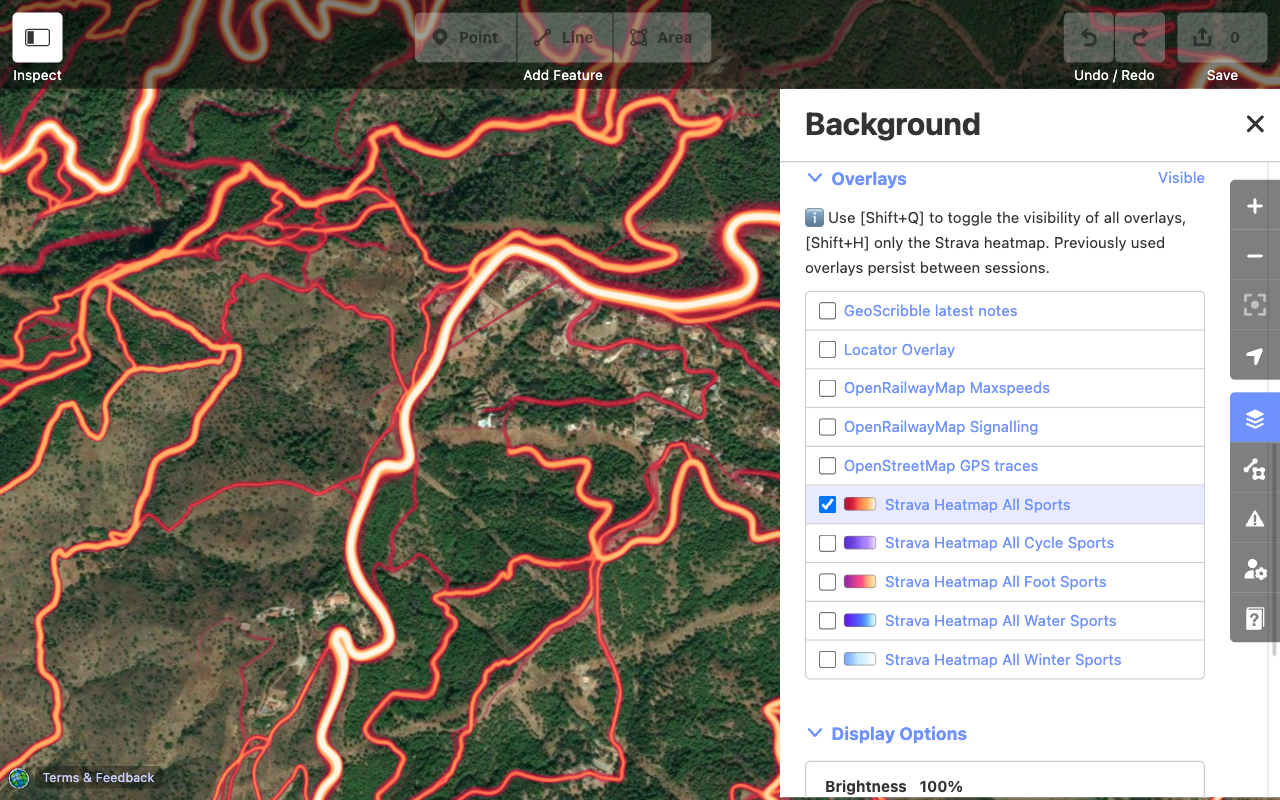 Inspect
Point
Line
Area
Add Feature
Undo / Redo
0
Save
Background
Overlays
Visible
Use [Shift+Q] to toggle the visibility of all overlays,
[Shift+H] only the Strava heatmap. Previously used
overlays persist between sessions.
GeoScribble latest notes
Locator Overlay
OpenRailwayMap Maxspeeds
OpenRailwayMap Signalling
OpenStreetMap GPS traces
Strava Heatmap All Sports
Strava Heatmap All Cycle Sports
Strava Heatmap All Foot Sports
Strava Heatmap All Water Sports
Strava Heatmap All Winter Sports
Display Options
Brightness 100%
Terms & Feedback